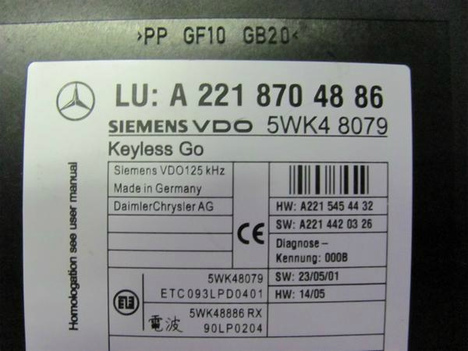 >PP GF10 GB20<
LU: A 221 870 48 86
SIEMENS VDO 5WK4 8079
Keyless Go
Siemens VDO125 kHz
Made in Germany
DaimlerChrysler AG
HW: A221 545 44 32
SW: A221 442 03 26
Diagnose-
Kennung: 000B
SW: 23/05/01
HW: 14/05
CE
5WK48079
ETC093LPD0401
電波
5WK48886 RX
90LP0204
Homologation see user manual